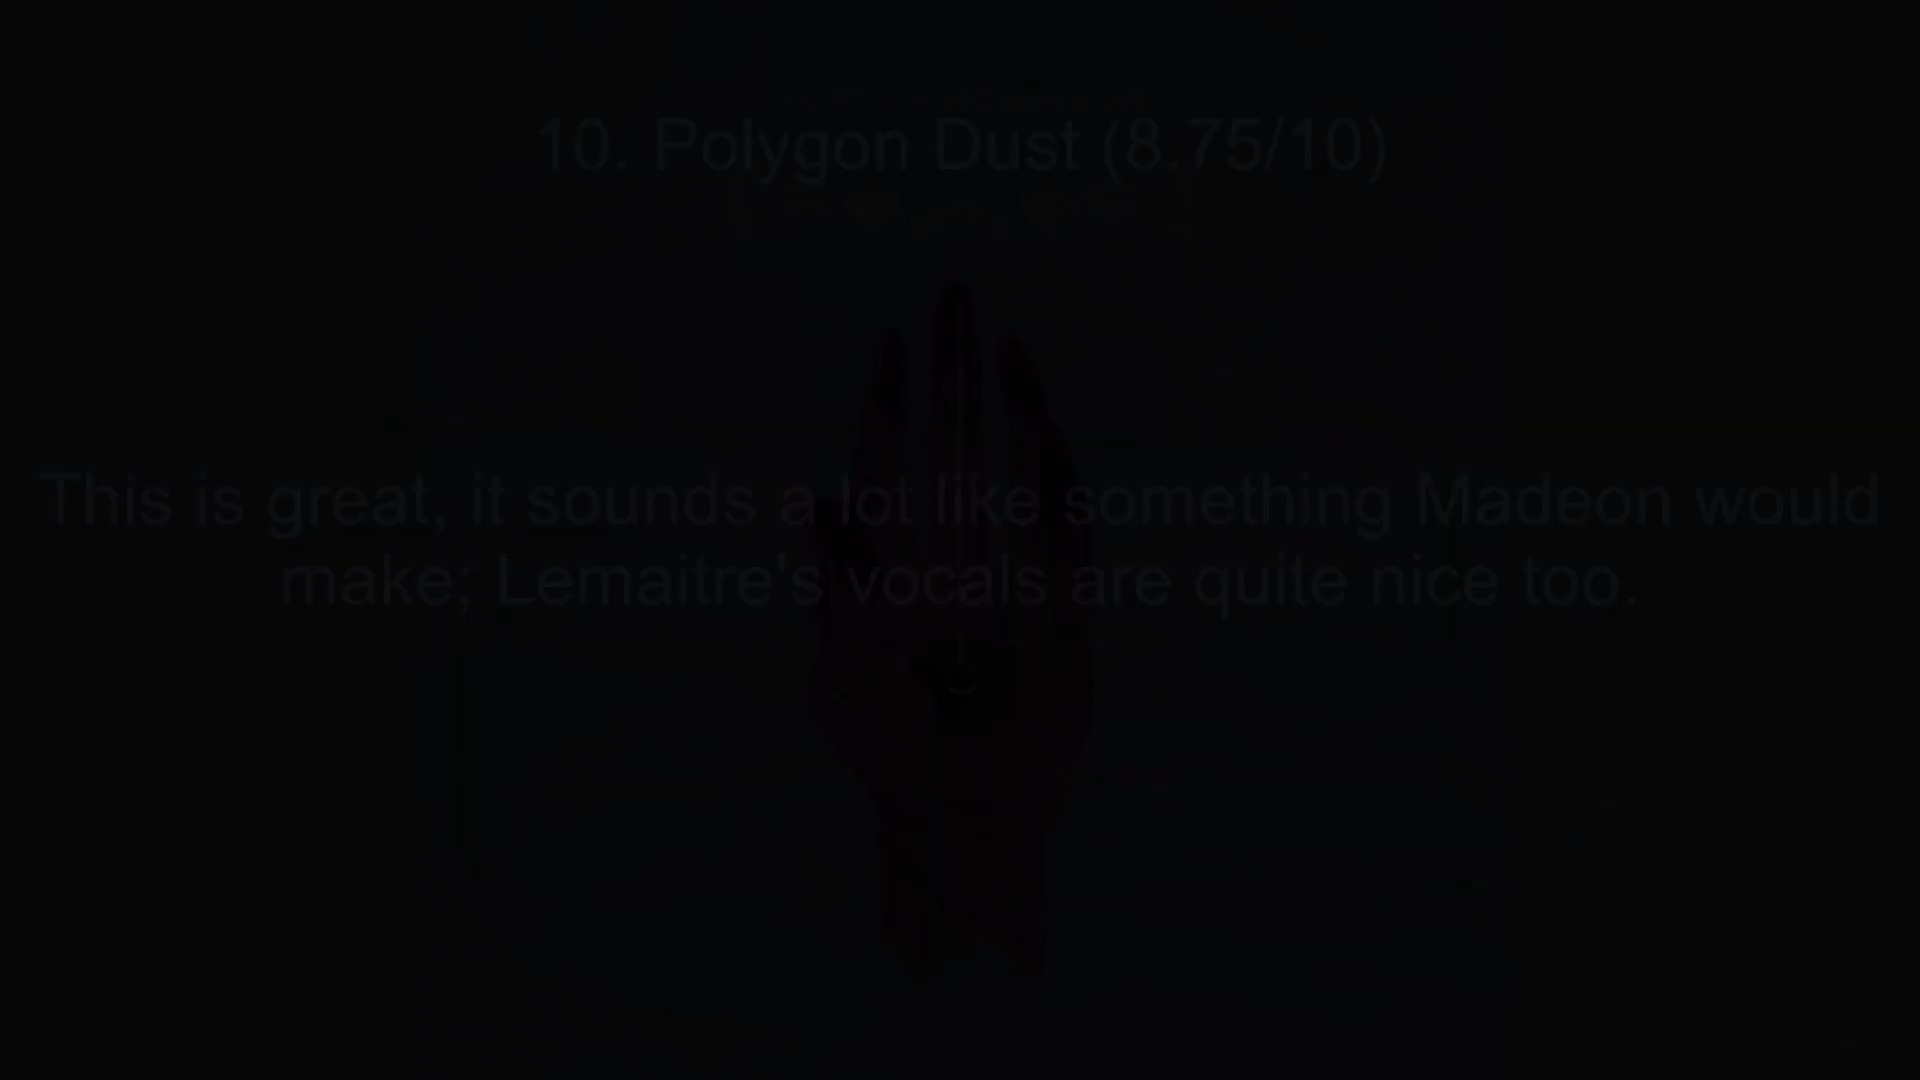 10. Polygon Dust (8.75/10)
This is great, it sounds a lot like something Madeon would
make; Lemaitre's vocals are quite nice too.